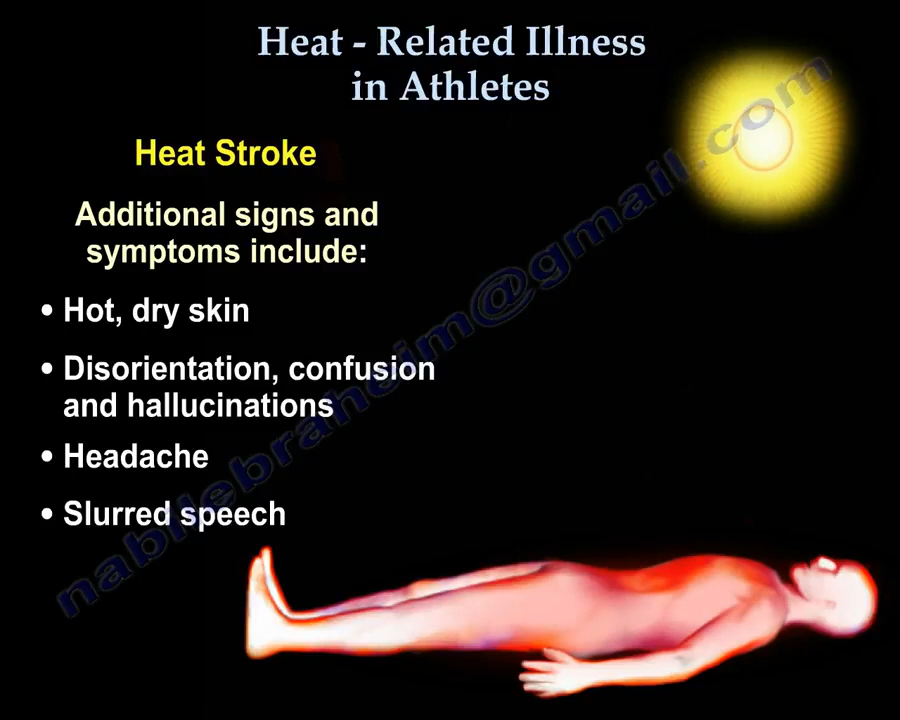 Heat - Related Illness
in Athletes
Heat Stroke
Additional signs and
symptoms include:
• Hot, dry skin
• Disorientation, confusion
and hallucinations
• Headache
• Slurred speech
nabilebraheim@gmail.com